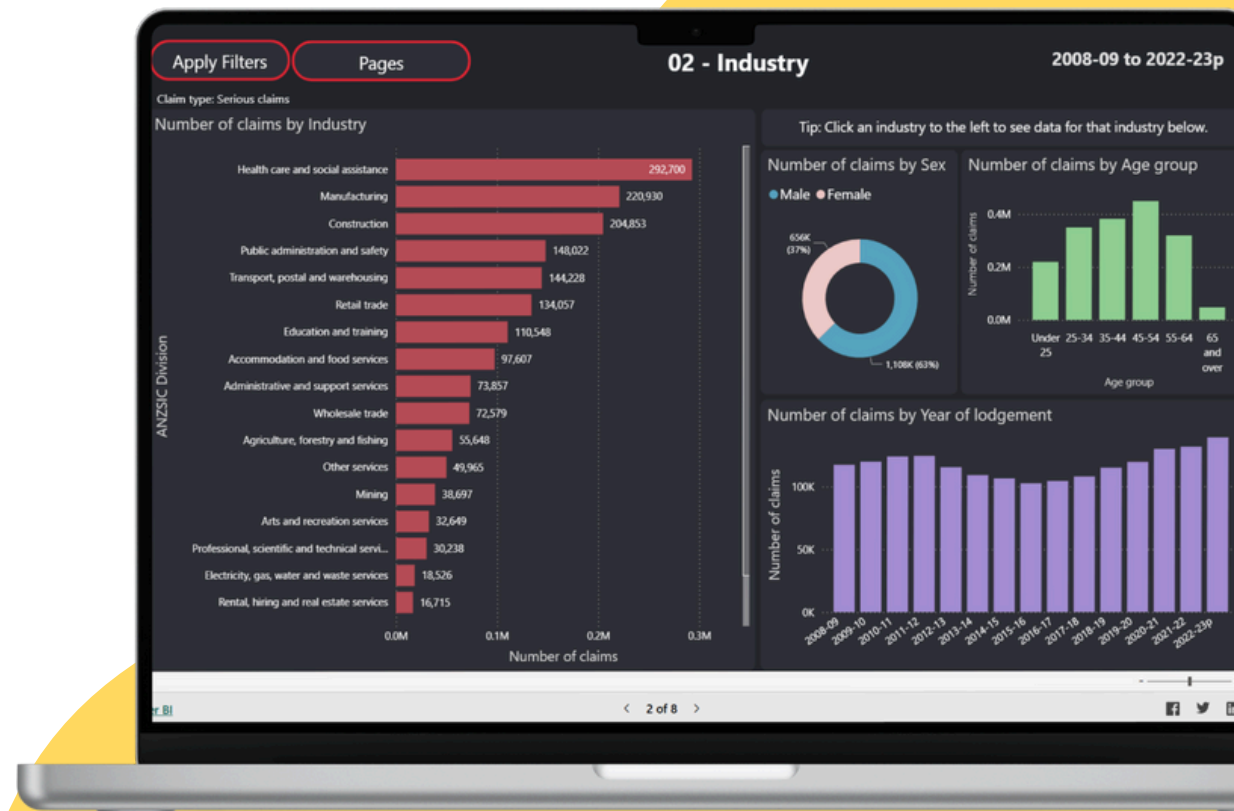 Apply Filters
Pages
02 - Industry
2008-09 to 2022-23p
Claim type: Serious claims
Number of claims by Industry
ANZSIC Division
Health care and social assistance 292,700
Manufacturing 220,930
Construction 204,853
Public administration and safety 148,022
Transport, postal and warehousing 144,228
Retail trade 134,057
Education and training 110,548
Accommodation and food services 97,607
Administrative and support services 73,857
Wholesale trade 72,579
Agriculture, forestry and fishing 55,648
Other services 49,965
Mining 38,697
Arts and recreation services 32,649
Professional, scientific and technical servi... 30,238
Electricity, gas, water and waste services 18,526
Rental, hiring and real estate services 16,715
0.0M 0.1M 0.2M 0.3M
Number of claims
Tip: Click an industry to the left to see data for that industry below.
Number of claims by Sex
Male Female
656K
(37%)
1,108K (63%)
Number of claims by Age group
Number of claims
0.4M
0.2M
0.0M
Under 25 25-34 35-44 45-54 55-64 65 and over
Age group
Number of claims by Year of lodgement
Number of claims
100K
50K
0K
2008-09 2009-10 2010-11 2011-12 2012-13 2013-14 2014-15 2015-16 2016-17 2017-18 2018-19 2019-20 2020-21 2021-22 2022-23p
er BI
2 of 8